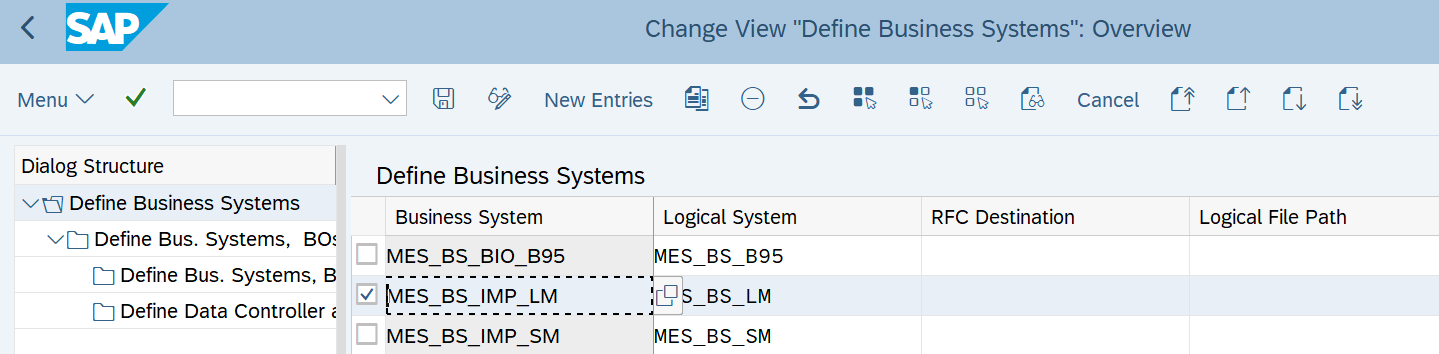 SAP
Change View "Define Business Systems": Overview
Menu New Entries Cancel
Dialog Structure
Define Business Systems
Define Bus. Systems, BOs
Define Bus. Systems, B
Define Data Controller a
Define Business Systems
Business System Logical System RFC Destination Logical File Path
MES_BS_BIO_B95 MES_BS_B95
MES_BS_IMP_LM S_BS_LM
MES_BS_IMP_SM MES_BS_SM